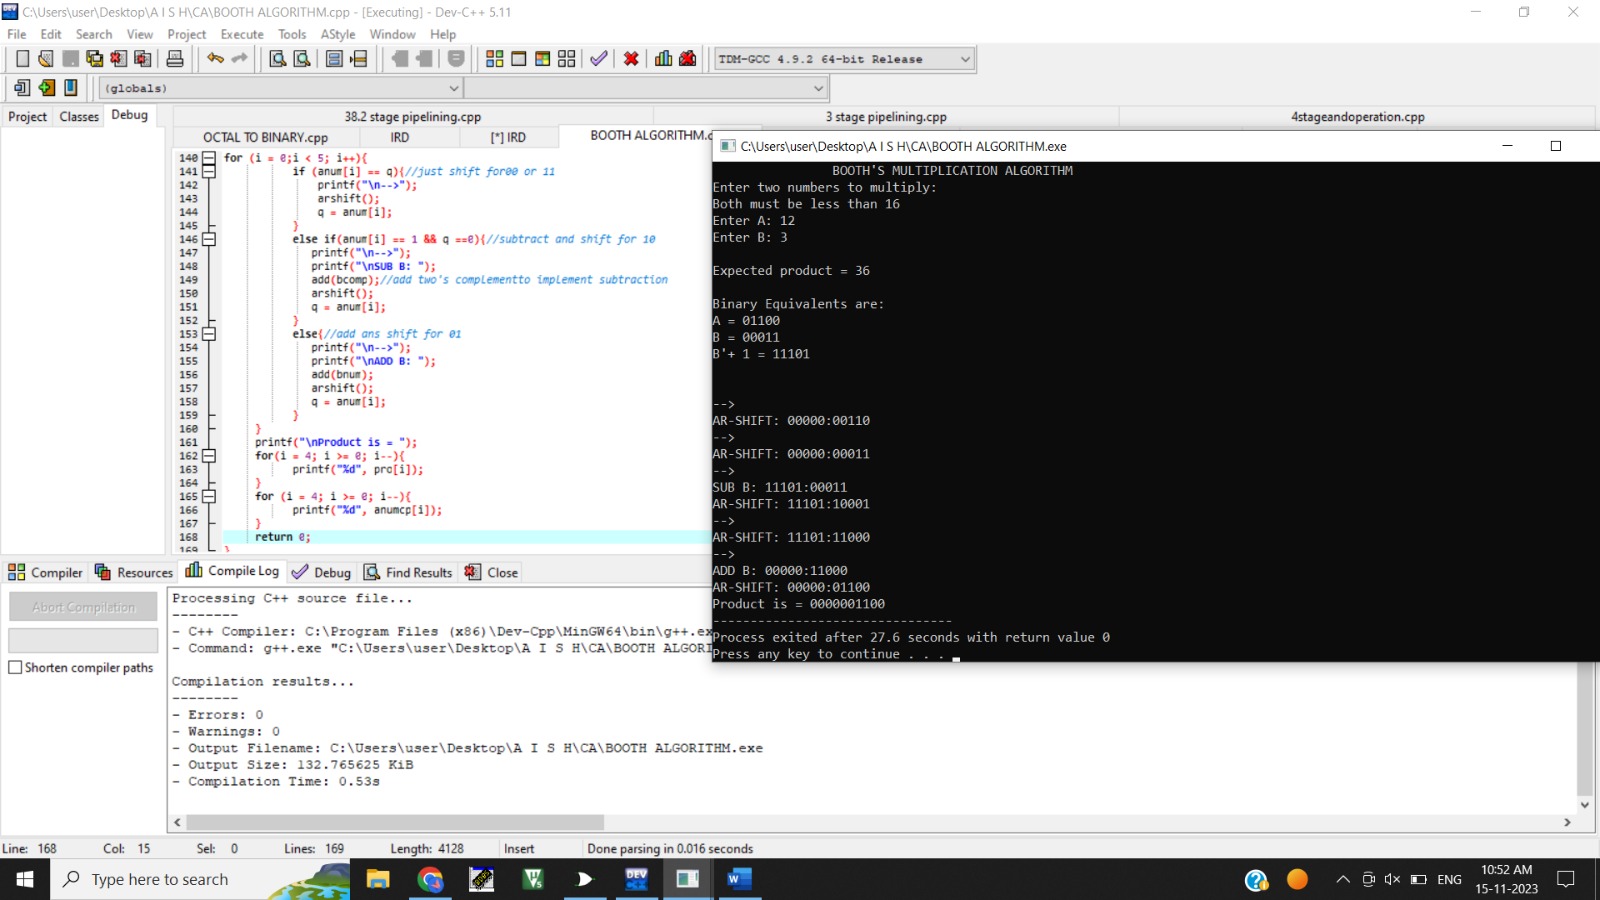 C:\Users\user\Desktop\A I S H\CA\BOOTH ALGORITHM.cpp - [Executing] - Dev-C++ 5.11
File Edit Search View Project Execute Tools AStyle Window Help
TDM-GCC 4.9.2 64-bit Release
(globals)
Project Classes Debug
38.2 stage pipelining.cpp 3 stage pipelining.cpp 4stageandoperation.cpp
OCTAL TO BINARY.cpp IRD [*] IRD BOOTH ALGORITHM.c
140 for (i = 0;i < 5; i++){
141 if (anum[i] == q){//just shift for00 or 11
142 printf("\n-->");
143 arshift();
144 q = anum[i];
145 }
146 else if(anum[i] == 1 && q ==0){//subtract and shift for 10
147 printf("\n-->");
148 printf("\nSUB B: ");
149 add(bcomp);//add two's complementto implement subtraction
150 arshift();
151 q = anum[i];
152 }
153 else{//add ans shift for 01
154 printf("\n-->");
155 printf("\nADD B: ");
156 add(bnum);
157 arshift();
158 q = anum[i];
159 }
160 }
161 printf("\nProduct is = ");
162 for(i = 4; i >= 0; i--){
163 printf("%d", pro[i]);
164 }
165 for (i = 4; i >= 0; i--){
166 printf("%d", anumcp[i]);
167 }
168 return 0;
169 }
C:\Users\user\Desktop\A I S H\CA\BOOTH ALGORITHM.exe
BOOTH'S MULTIPLICATION ALGORITHM
Enter two numbers to multiply:
Both must be less than 16
Enter A: 12
Enter B: 3
Expected product = 36
Binary Equivalents are:
A = 01100
B = 00011
B'+ 1 = 11101
-->
AR-SHIFT: 00000:00110
-->
AR-SHIFT: 00000:00011
-->
SUB B: 11101:00011
AR-SHIFT: 11101:10001
-->
AR-SHIFT: 11101:11000
-->
ADD B: 00000:11000
AR-SHIFT: 00000:01100
Product is = 0000001100
--------------------------------
Process exited after 27.6 seconds with return value 0
Press any key to continue . . .
Compiler Resources Compile Log Debug Find Results Close
Abort Compilation
Shorten compiler paths
Processing C++ source file...
--------
- C++ Compiler: C:\Program Files (x86)\Dev-Cpp\MinGW64\bin\g++.ex
- Command: g++.exe "C:\Users\user\Desktop\A I S H\CA\BOOTH ALGORI
Compilation results...
--------
- Errors: 0
- Warnings: 0
- Output Filename: C:\Users\user\Desktop\A I S H\CA\BOOTH ALGORITHM.exe
- Output Size: 132.765625 KiB
- Compilation Time: 0.53s
Line: 168 Col: 15 Sel: 0 Lines: 169 Length: 4128 Insert Done parsing in 0.016 seconds
Type here to search
DEV
ENG
10:52 AM
15-11-2023